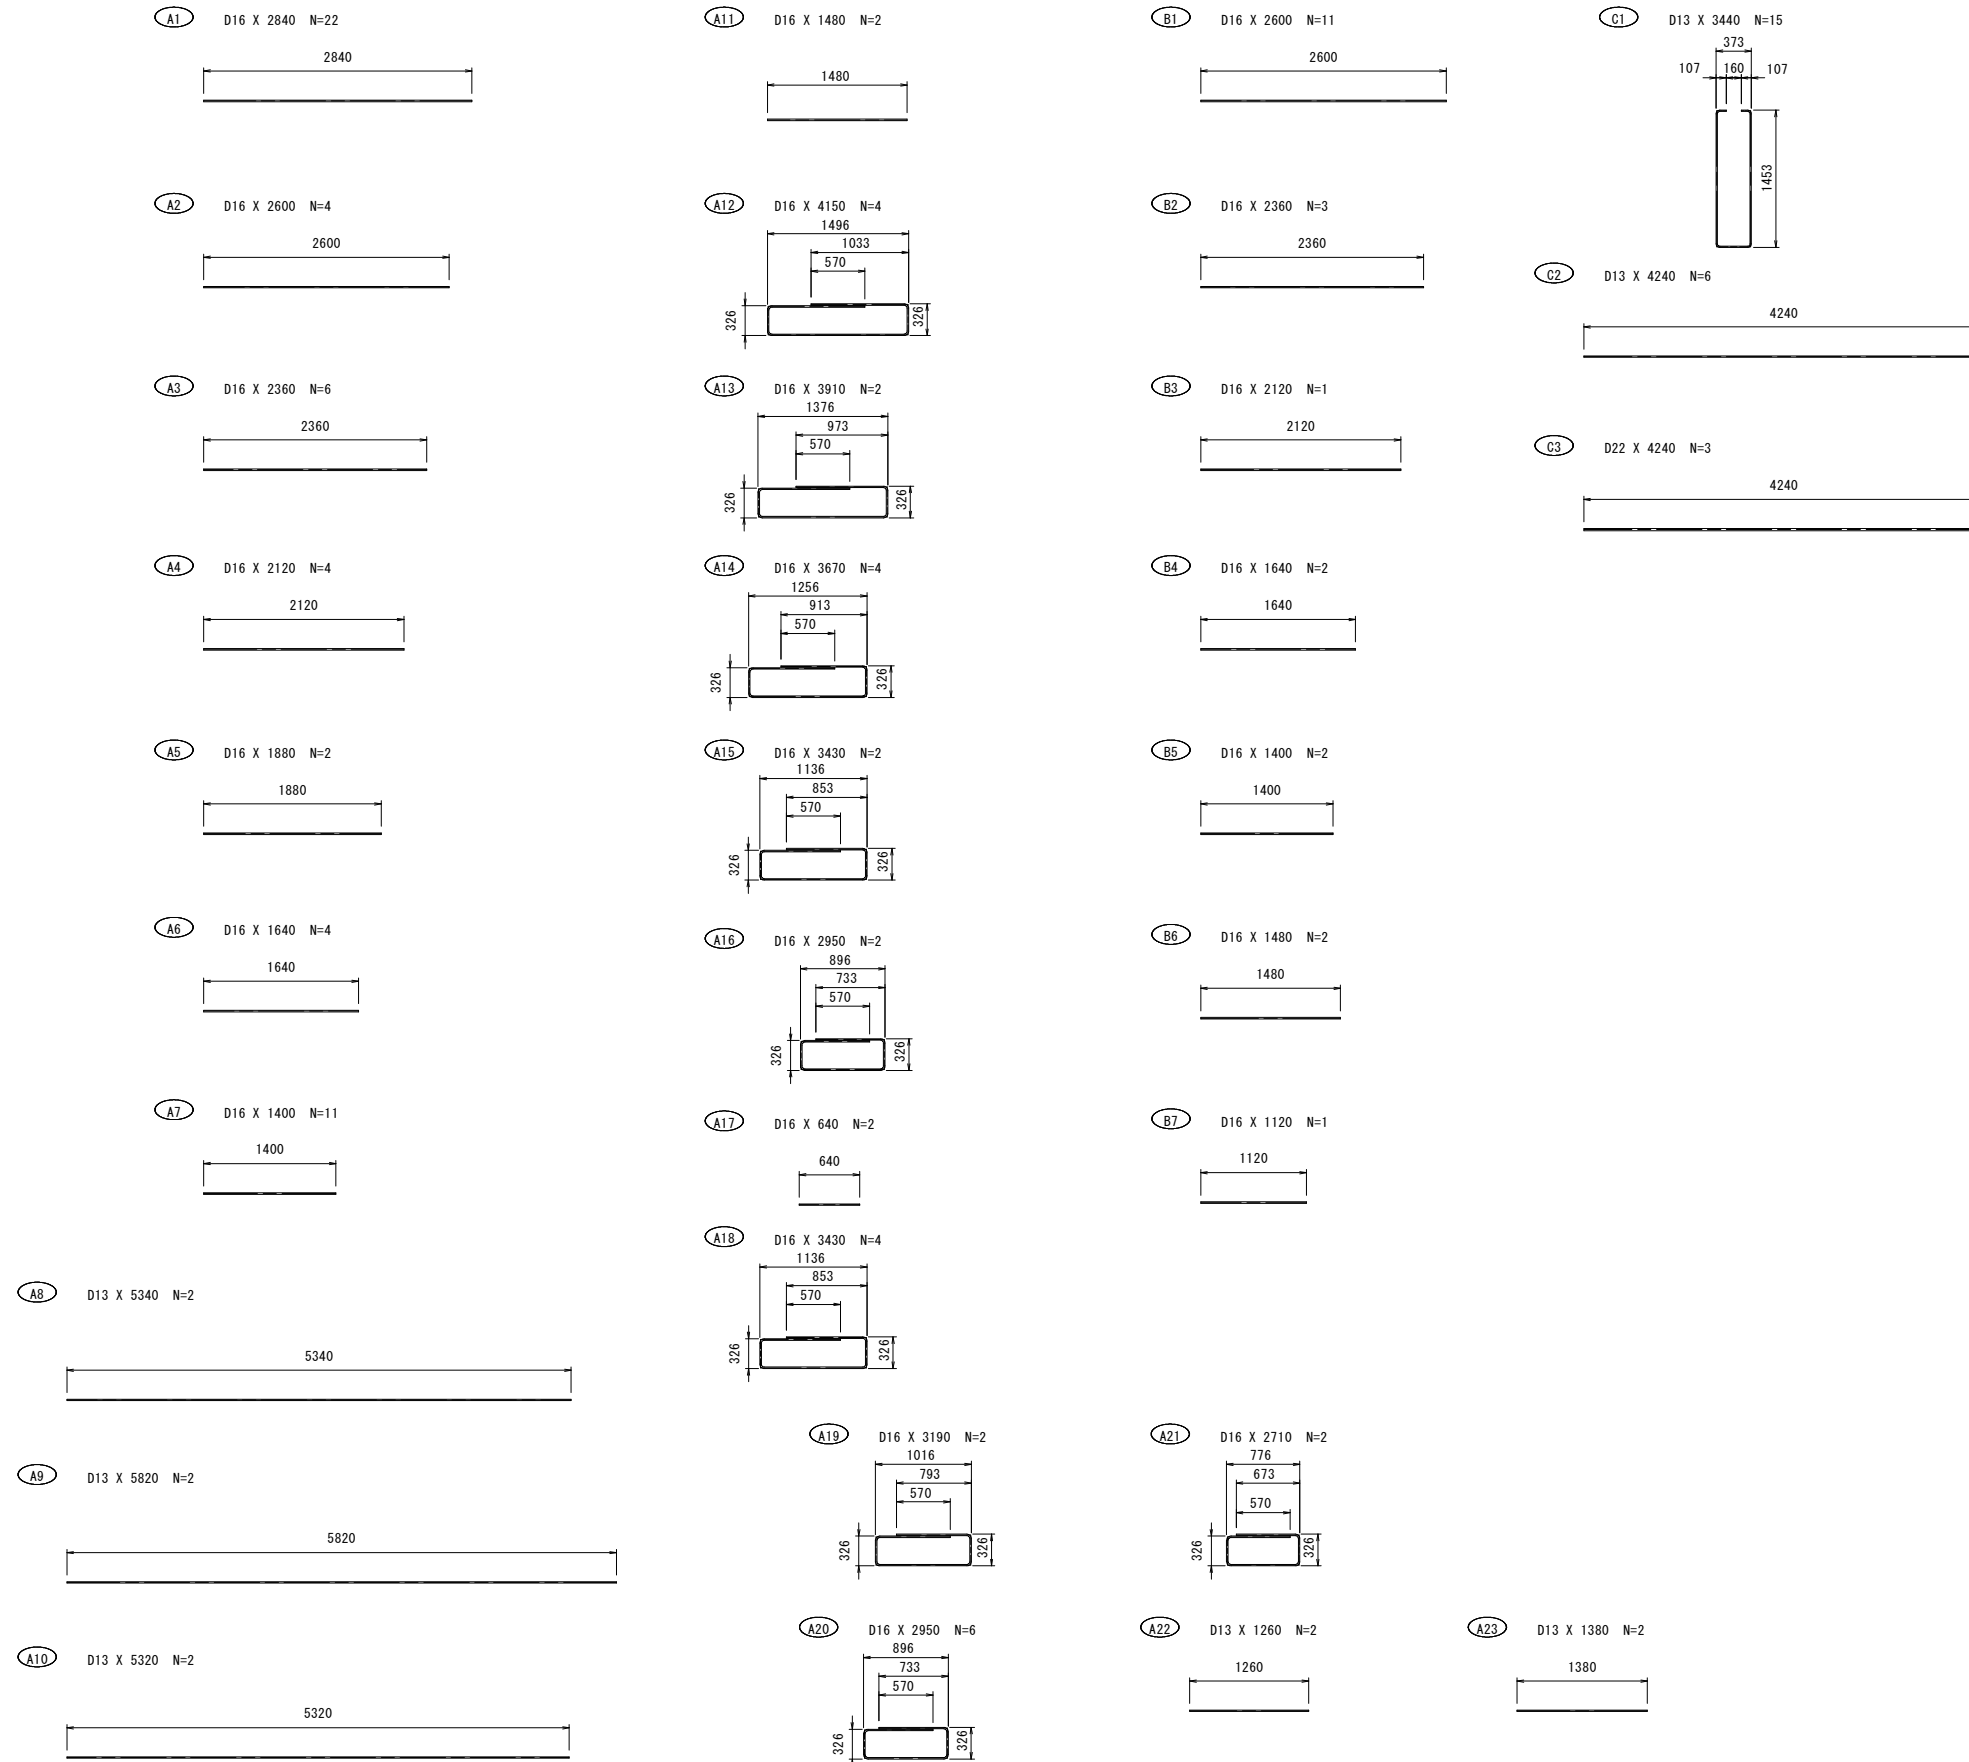 A1 D16 X 2840 N=22
2840
A2 D16 X 2600 N=4
2600
A3 D16 X 2360 N=6
2360
A4 D16 X 2120 N=4
2120
A5 D16 X 1880 N=2
1880
A6 D16 X 1640 N=4
1640
A7 D16 X 1400 N=11
1400
A8 D13 X 5340 N=2
5340
A9 D13 X 5820 N=2
5820
A10 D13 X 5320 N=2
5320
A11 D16 X 1480 N=2
1480
A12 D16 X 4150 N=4
1496
1033
570
326 326
A13 D16 X 3910 N=2
1376
973
570
326 326
A14 D16 X 3670 N=4
1256
913
570
326 326
A15 D16 X 3430 N=2
1136
853
570
326 326
A16 D16 X 2950 N=2
896
733
570
326 326
A17 D16 X 640 N=2
640
A18 D16 X 3430 N=4
1136
853
570
326 326
A19 D16 X 3190 N=2
1016
793
570
326 326
A20 D16 X 2950 N=6
896
733
570
326 326
B1 D16 X 2600 N=11
2600
B2 D16 X 2360 N=3
2360
B3 D16 X 2120 N=1
2120
B4 D16 X 1640 N=2
1640
B5 D16 X 1400 N=2
1400
B6 D16 X 1480 N=2
1480
B7 D16 X 1120 N=1
1120
A21 D16 X 2710 N=2
776
673
570
326 326
A22 D13 X 1260 N=2
1260
A23 D13 X 1380 N=2
1380
C1 D13 X 3440 N=15
373
107 160 107
1453
C2 D13 X 4240 N=6
4240
C3 D22 X 4240 N=3
4240